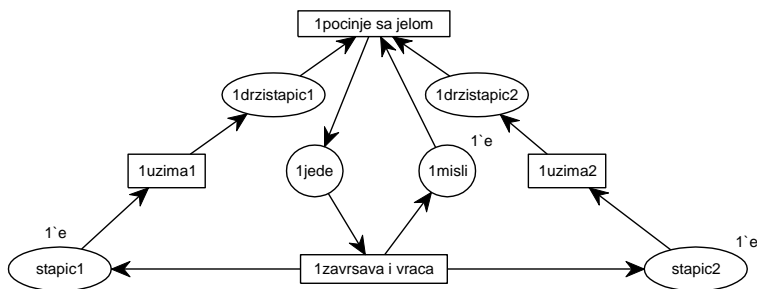 1pocinje sa jelom
1drzistapic1
1drzistapic2
1`e
1uzima1
1jede
1misli
1uzima2
1`e
1`e
stapic1
1zavrsava i vraca
stapic2